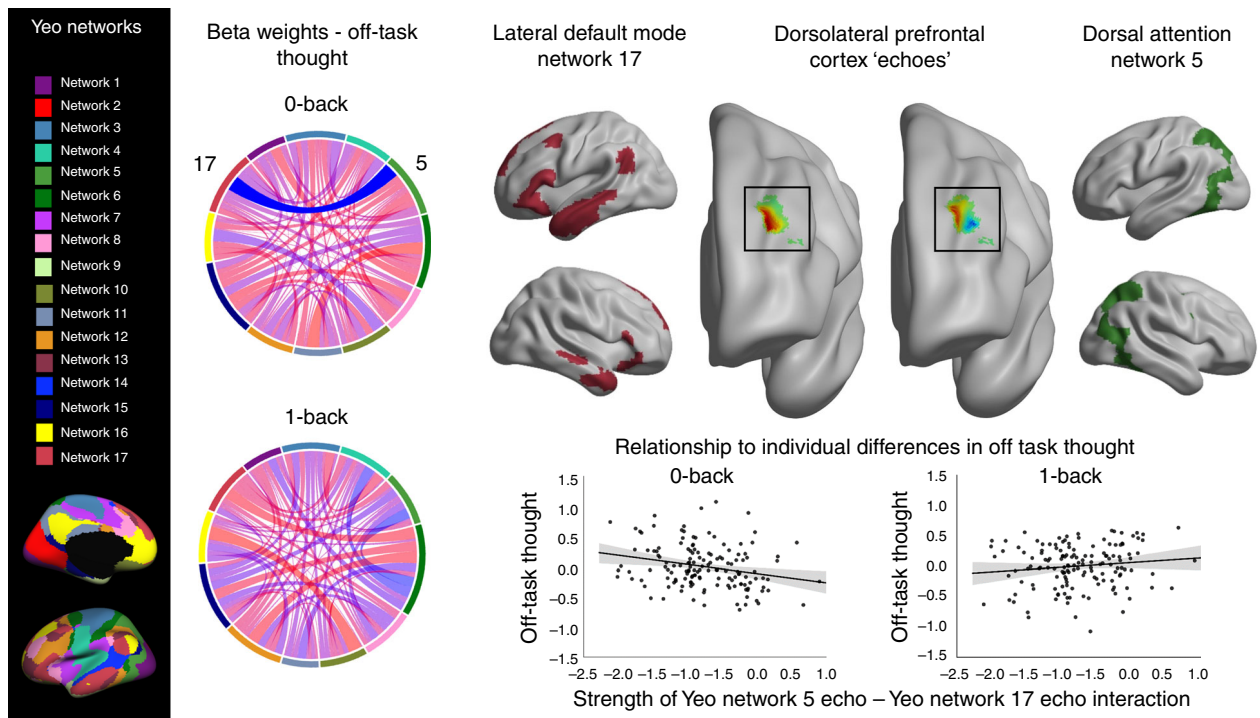 Yeo networks
Network 1
Network 2
Network 3
Network 4
Network 5
Network 6
Network 7
Network 8
Network 9
Network 10
Network 11
Network 12
Network 13
Network 14
Network 15
Network 16
Network 17
Beta weights - off-task
thought
0-back
17
5
1-back
Lateral default mode
network 17
Dorsolateral prefrontal
cortex ‘echoes’
Dorsal attention
network 5
Relationship to individual differences in off task thought
0-back
Off-task thought
1.5
1.0
0.5
0.0
−0.5
−1.0
−1.5
−2.5 −2.0 −1.5 −1.0 −0.5 0.0 0.5 1.0
1-back
Off-task thought
1.5
1.0
0.5
0.0
−0.5
−1.0
−1.5
−2.5 −2.0 −1.5 −1.0 −0.5 0.0 0.5 1.0
Strength of Yeo network 5 echo – Yeo network 17 echo interaction